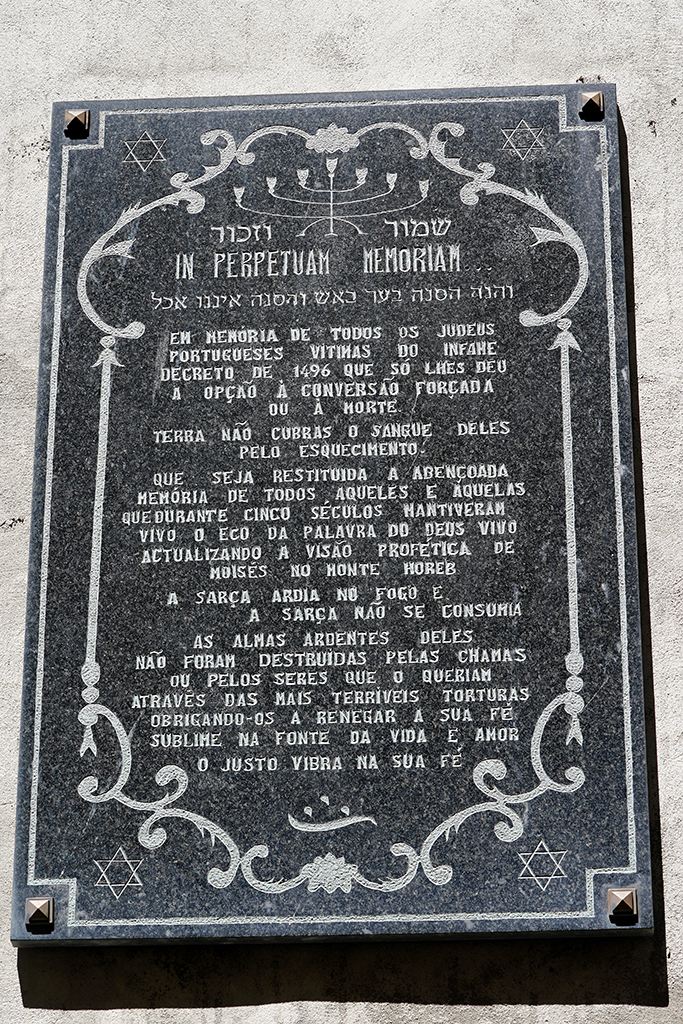 שמור וזכור
IN PERPETUAM MEMORIAM..
והנה הסנה בער באש והסנה איננו אכל
EM MEMÓRIA DE TODOS OS JUDEUS
PORTUGUESES VÍTIMAS DO INFAME
DECRETO DE 1496 QUE SÓ LHES DEU
A OPÇÃO À CONVERSÃO FORÇADA
OU À MORTE.
TERRA NÃO CUBRAS O SANGUE DELES
PELO ESQUECIMENTO.
QUE SEJA RESTITUIDA A ABENÇOADA
MEMÓRIA DE TODOS AQUELES E AQUELAS
QUE DURANTE CINCO SÉCULOS MANTIVERAM
VIVO O ECO DA PALAVRA DO DEUS VIVO
ACTUALIZANDO A VISÃO PROFÉTICA DE
MOISÉS NO MONTE HOREB
A SARÇA ARDIA NO FOGO E
A SARÇA NÃO SE CONSUMIA
AS ALMAS ARDENTES DELES
NÃO FORAM DESTRUÍDAS PELAS CHAMAS
OU PELOS SERES QUE O QUERIAM
ATRAVÉS DAS MAIS TERRÍVEIS TORTURAS
OBRIGANDO-OS A RENEGAR A SUA FÉ
SUBLIME NA FONTE DA VIDA E AMOR
O JUSTO VIBRA NA SUA FÉ